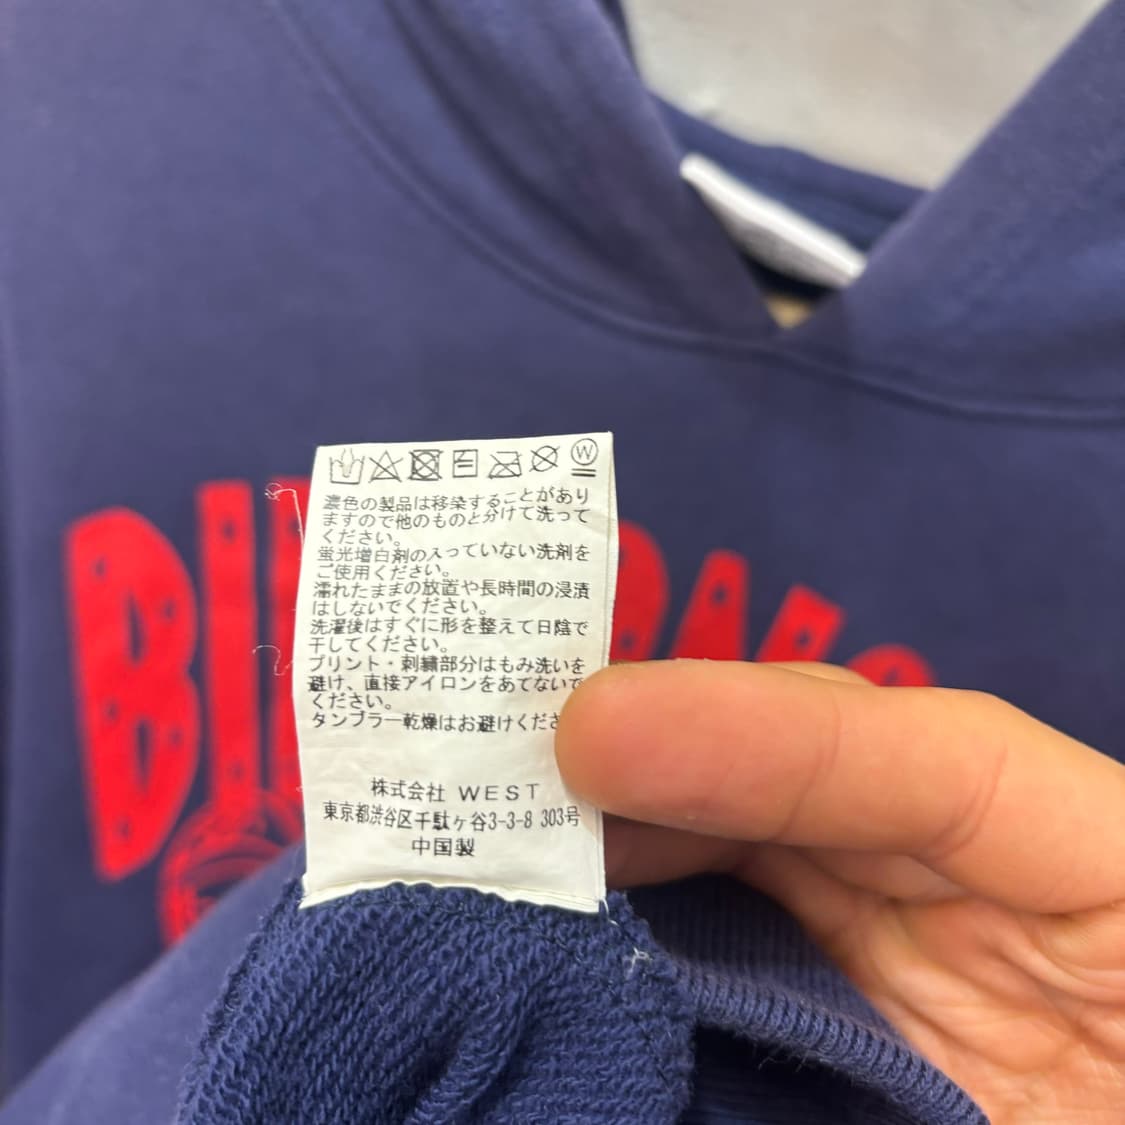 W
濃色の製品は移染することがあり
ますので他のものと分けて洗って
ください。
蛍光増白剤の入っていない洗剤を
ご使用ください。
濡れたままの放置や長時間の浸漬
はしないでください。
洗濯後はすぐに形を整えて日陰で
干してください。
プリント・刺繍部分はもみ洗いを
避け、直接アイロンをあてないで
ください。
タンブラー乾燥はお避けくださ
株式会社 WEST
東京都渋谷区千駄ヶ谷3-3-8 303号
中国製